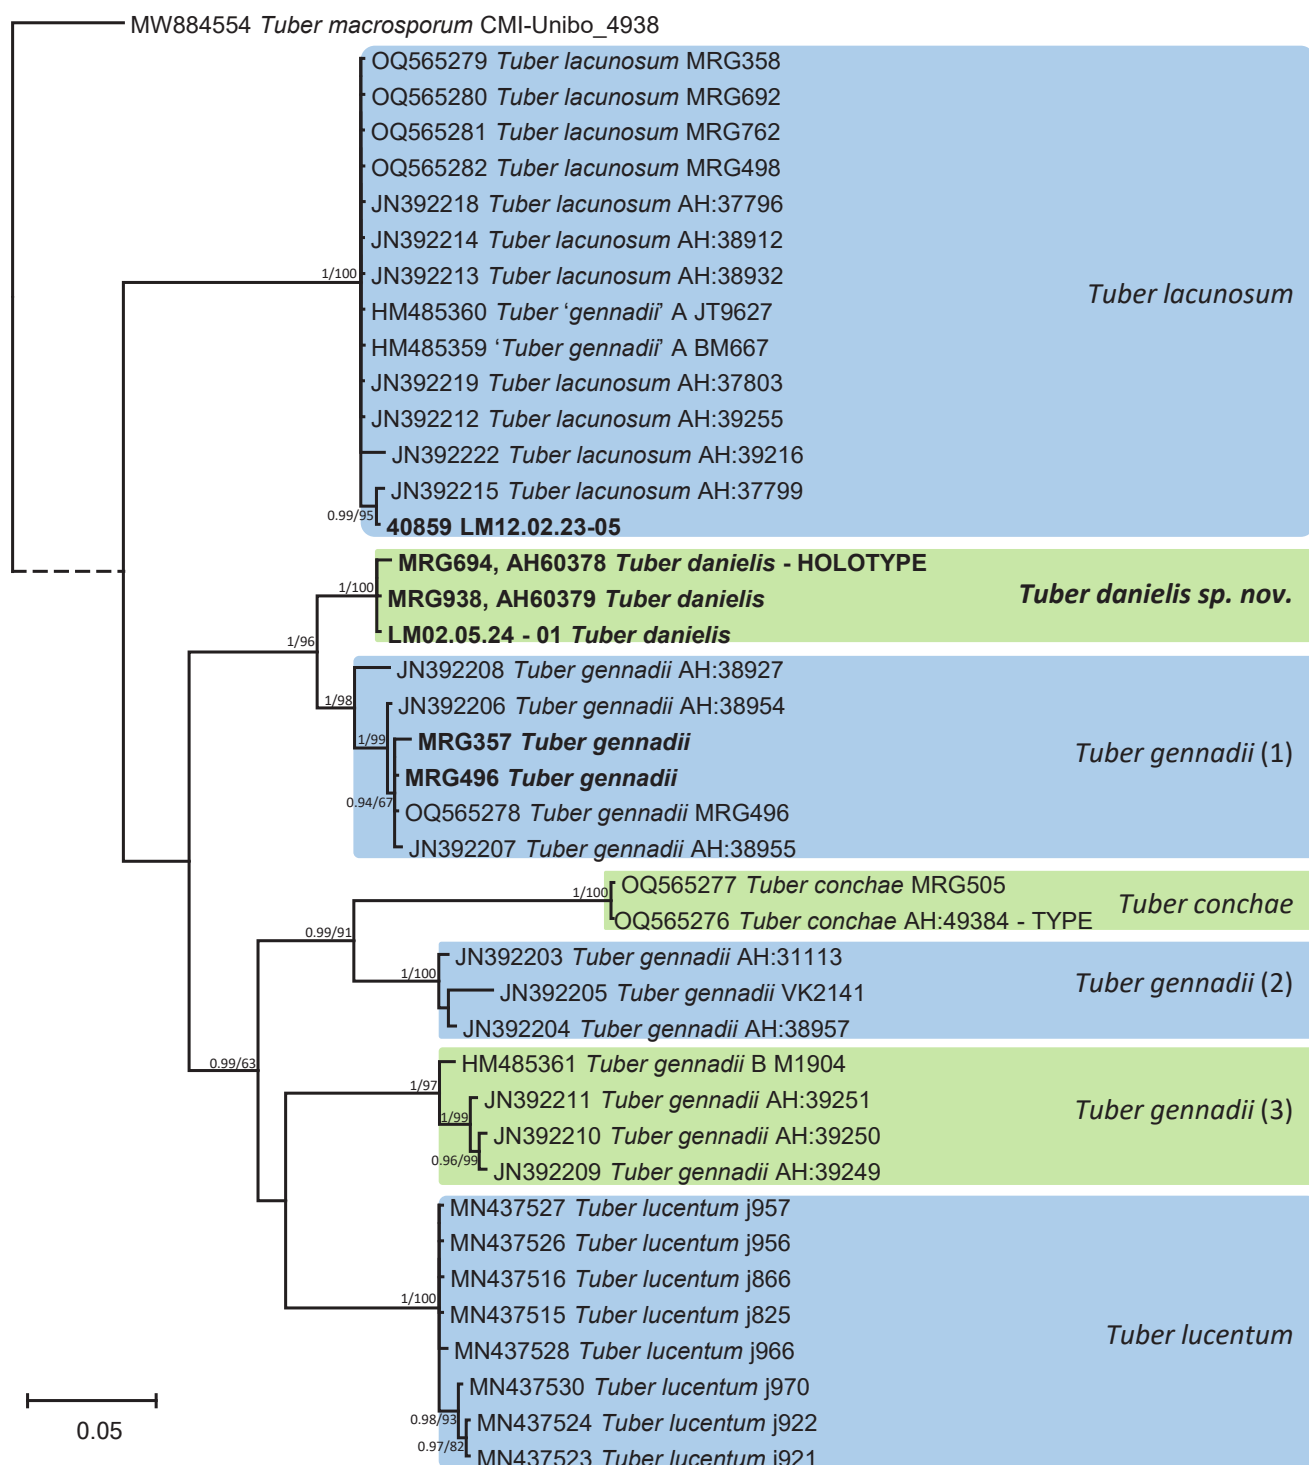 MW884554 Tuber macrosporum CMI-Unibo_4938
OQ565279 Tuber lacunosum MRG358
OQ565280 Tuber lacunosum MRG692
OQ565281 Tuber lacunosum MRG762
OQ565282 Tuber lacunosum MRG498
JN392218 Tuber lacunosum AH:37796
JN392214 Tuber lacunosum AH:38912
1/100 JN392213 Tuber lacunosum AH:38932
Tuber lacunosum
HM485360 Tuber ‘gennadii’ A JT9627
HM485359 ‘Tuber gennadii’ A BM667
JN392219 Tuber lacunosum AH:37803
JN392212 Tuber lacunosum AH:39255
JN392222 Tuber lacunosum AH:39216
JN392215 Tuber lacunosum AH:37799
0.99/95 40859 LM12.02.23-05
MRG694, AH60378 Tuber danielis - HOLOTYPE
1/100 MRG938, AH60379 Tuber danielis Tuber danielis sp. nov.
LM02.05.24 - 01 Tuber danielis
1/96
JN392208 Tuber gennadii AH:38927
1/98 JN392206 Tuber gennadii AH:38954
1/99 MRG357 Tuber gennadii
Tuber gennadii (1)
MRG496 Tuber gennadii
0.94/67 OQ565278 Tuber gennadii MRG496
JN392207 Tuber gennadii AH:38955
1/100 OQ565277 Tuber conchae MRG505
Tuber conchae
OQ565276 Tuber conchae AH:49384 - TYPE
0.99/91
JN392203 Tuber gennadii AH:31113
1/100 JN392205 Tuber gennadii VK2141 Tuber gennadii (2)
JN392204 Tuber gennadii AH:38957
0.99/63 HM485361 Tuber gennadii B M1904
1/97 JN392211 Tuber gennadii AH:39251
Tuber gennadii (3)
1/99 JN392210 Tuber gennadii AH:39250
0.96/99 JN392209 Tuber gennadii AH:39249
MN437527 Tuber lucentum j957
MN437526 Tuber lucentum j956
MN437516 Tuber lucentum j866
1/100 MN437515 Tuber lucentum j825
Tuber lucentum
MN437528 Tuber lucentum j966
MN437530 Tuber lucentum j970
0.98/93 MN437524 Tuber lucentum j922
0.97/82 MN437523 Tuber lucentum j921
0.05